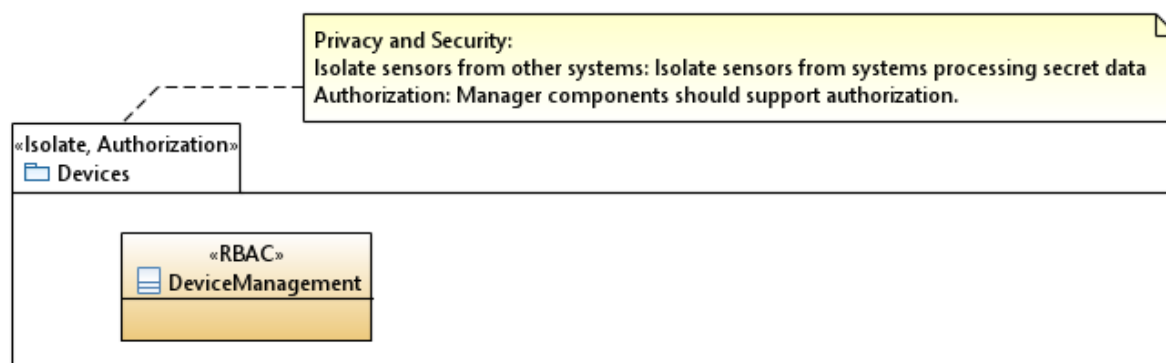 Privacy and Security:
Isolate sensors from other systems: Isolate sensors from systems processing secret data
Authorization: Manager components should support authorization.
«Isolate, Authorization»
Devices
«RBAC»
DeviceManagement